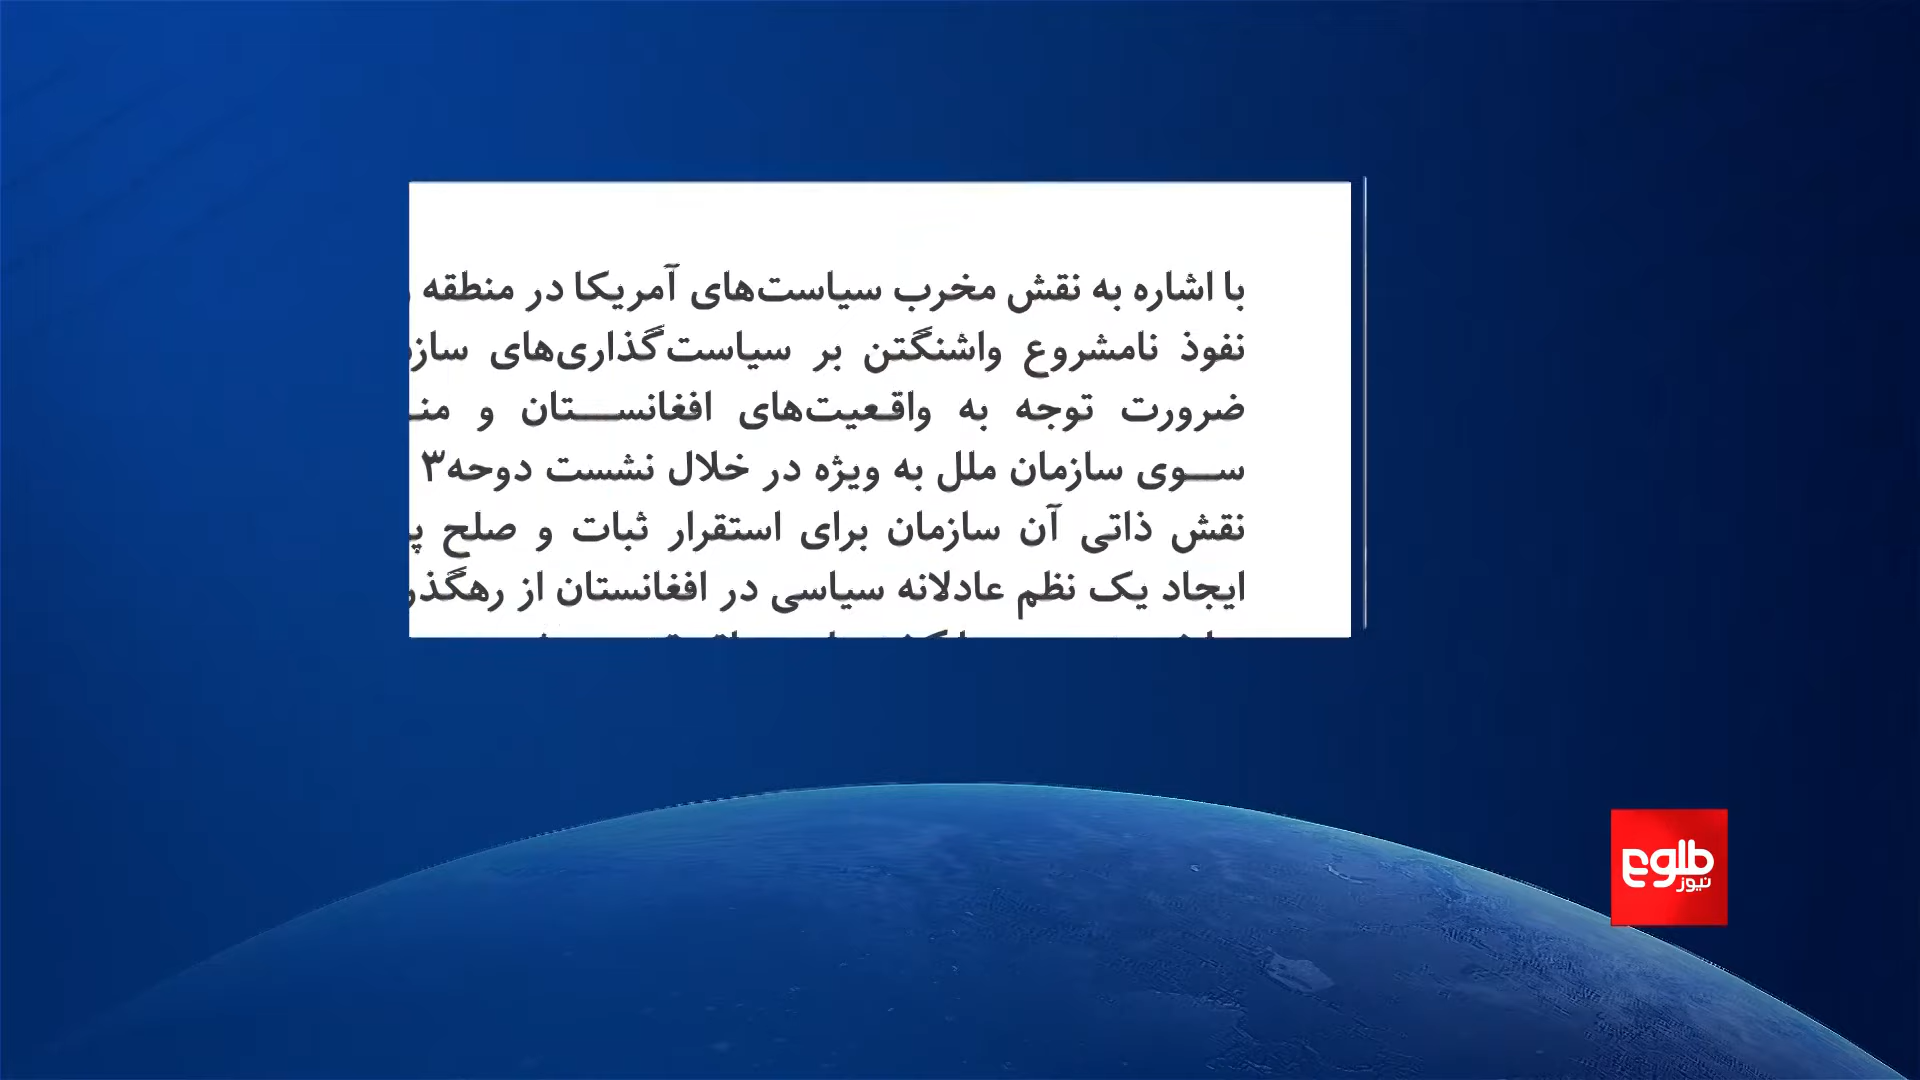 با اشاره به نقش مخرب سیاست‌های آمریکا در منطقه
نفوذ نامشروع واشنگتن بر سیاست‌گذاری‌های
ضرورت توجه به واقعیت‌های افغانستان و
سوی سازمان ملل به ویژه در خلال نشست دوحه۳
نقش ذاتی آن سازمان برای استقرار ثبات و صلح
ایجاد یک نظم عادلانه سیاسی در افغانستان از
طلوع
نیوز